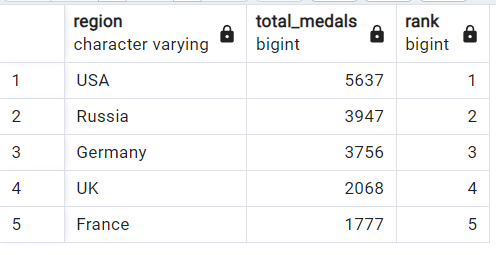 region total_medals rank
character varying bigint bigint
1 USA 5637 1
2 Russia 3947 2
3 Germany 3756 3
4 UK 2068 4
5 France 1777 5